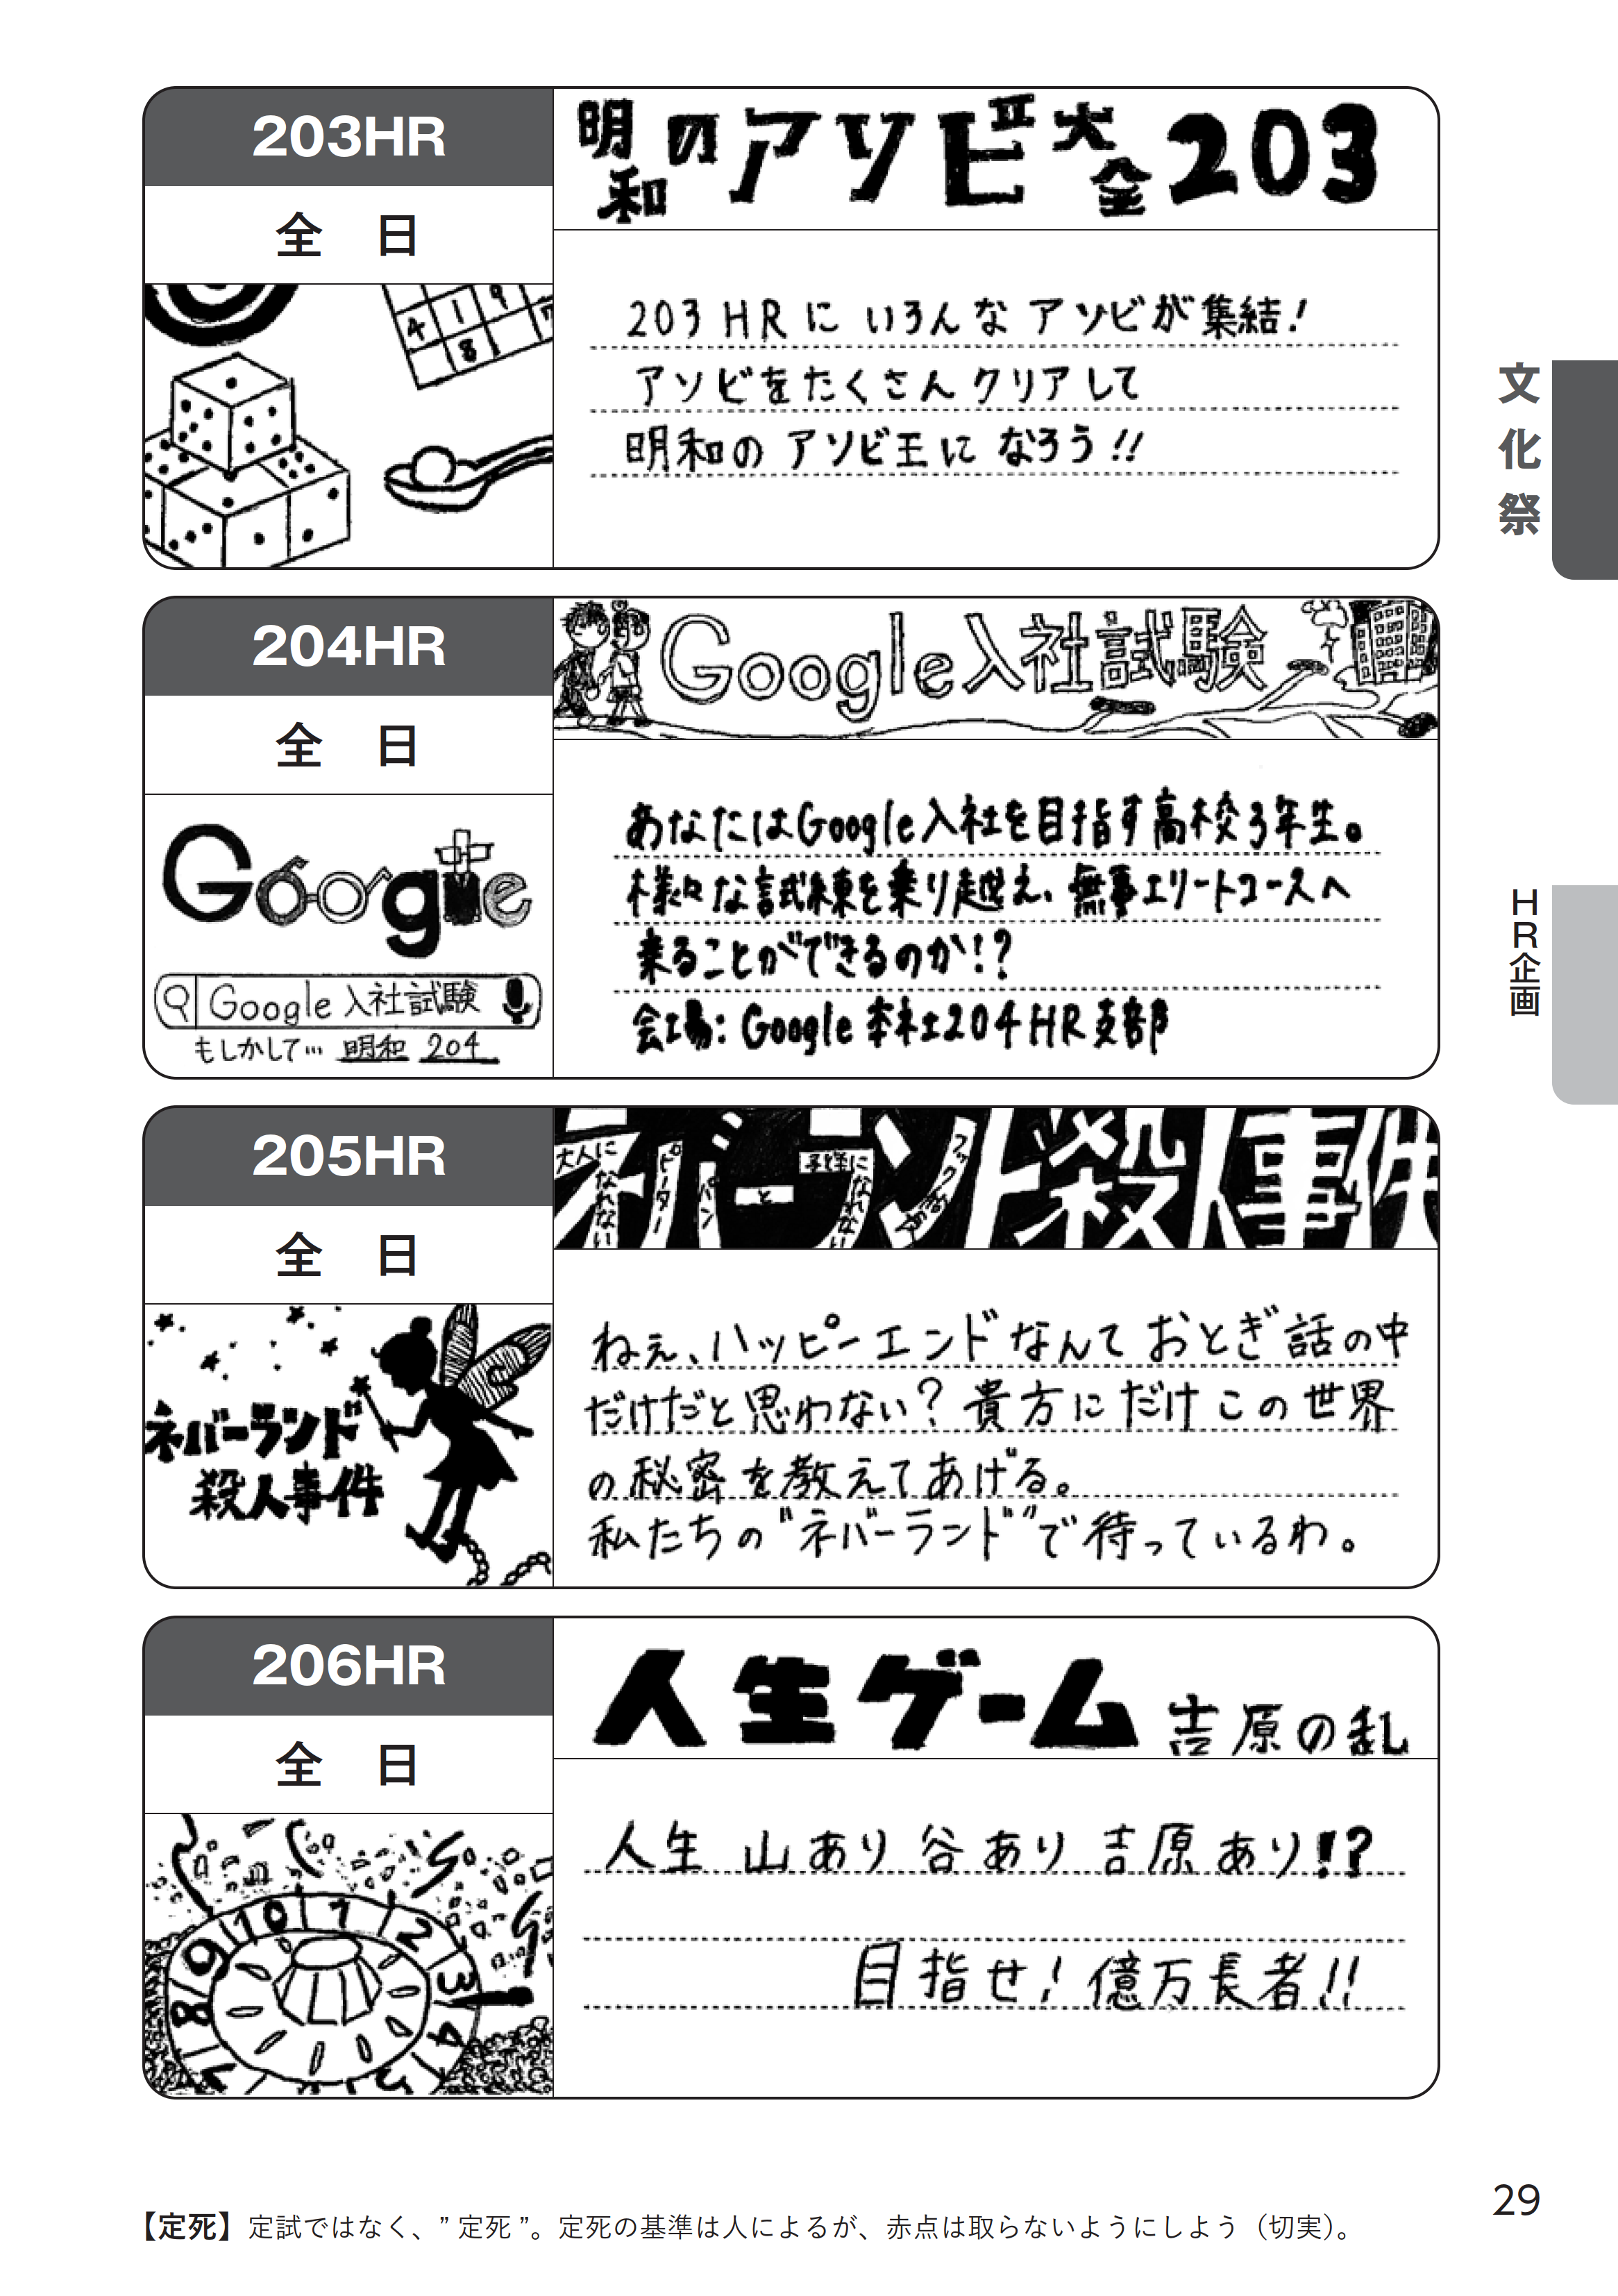 203HR
全 日
明和のアソビ大全203
4 1 9
8
203HRに いろんな アソビが集結!
アソビをたくさんクリアして
明和の アソビ王に なろう!!
文化祭
204HR
全 日
Google入社試験
Google
Google 入社試験
もしかして… 明和 204
あなたはGoogle入社を目指す高校3年生。
様々な試練を乗り越え、無事エリートコースへ
乗ることができるのか!?
会場:Google本社204HR支部
HR企画
205HR
全 日
ネバーランド殺人事件
大人になれない
ピーター
パン
と
子どもになれない
フック船長
ネバーランド
殺人事件
ねぇ、ハッピーエンドなんておとぎ話の中
だけだと思わない?貴方にだけこの世界
の秘密を教えてあげる。
私たちの"ネバーランド"で待っているわ。
206HR
全 日
人生ゲーム 吉原の乱
10 1 2 3 4 5 7 8 9
人生 山あり 谷あり 吉原あり!?
目指せ!億万長者!!
29
【定死】定試ではなく、”定死”。定死の基準は人によるが、赤点は取らないようにしよう（切実）。